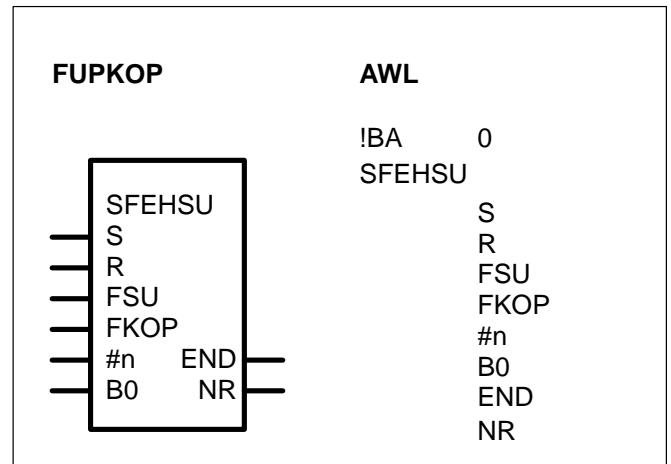 FUPKOP
SFEHSU
S
R
FSU
FKOP
#n END
B0 NR
AWL
!BA 0
SFEHSU
S
R
FSU
FKOP
#n
B0
END
NR